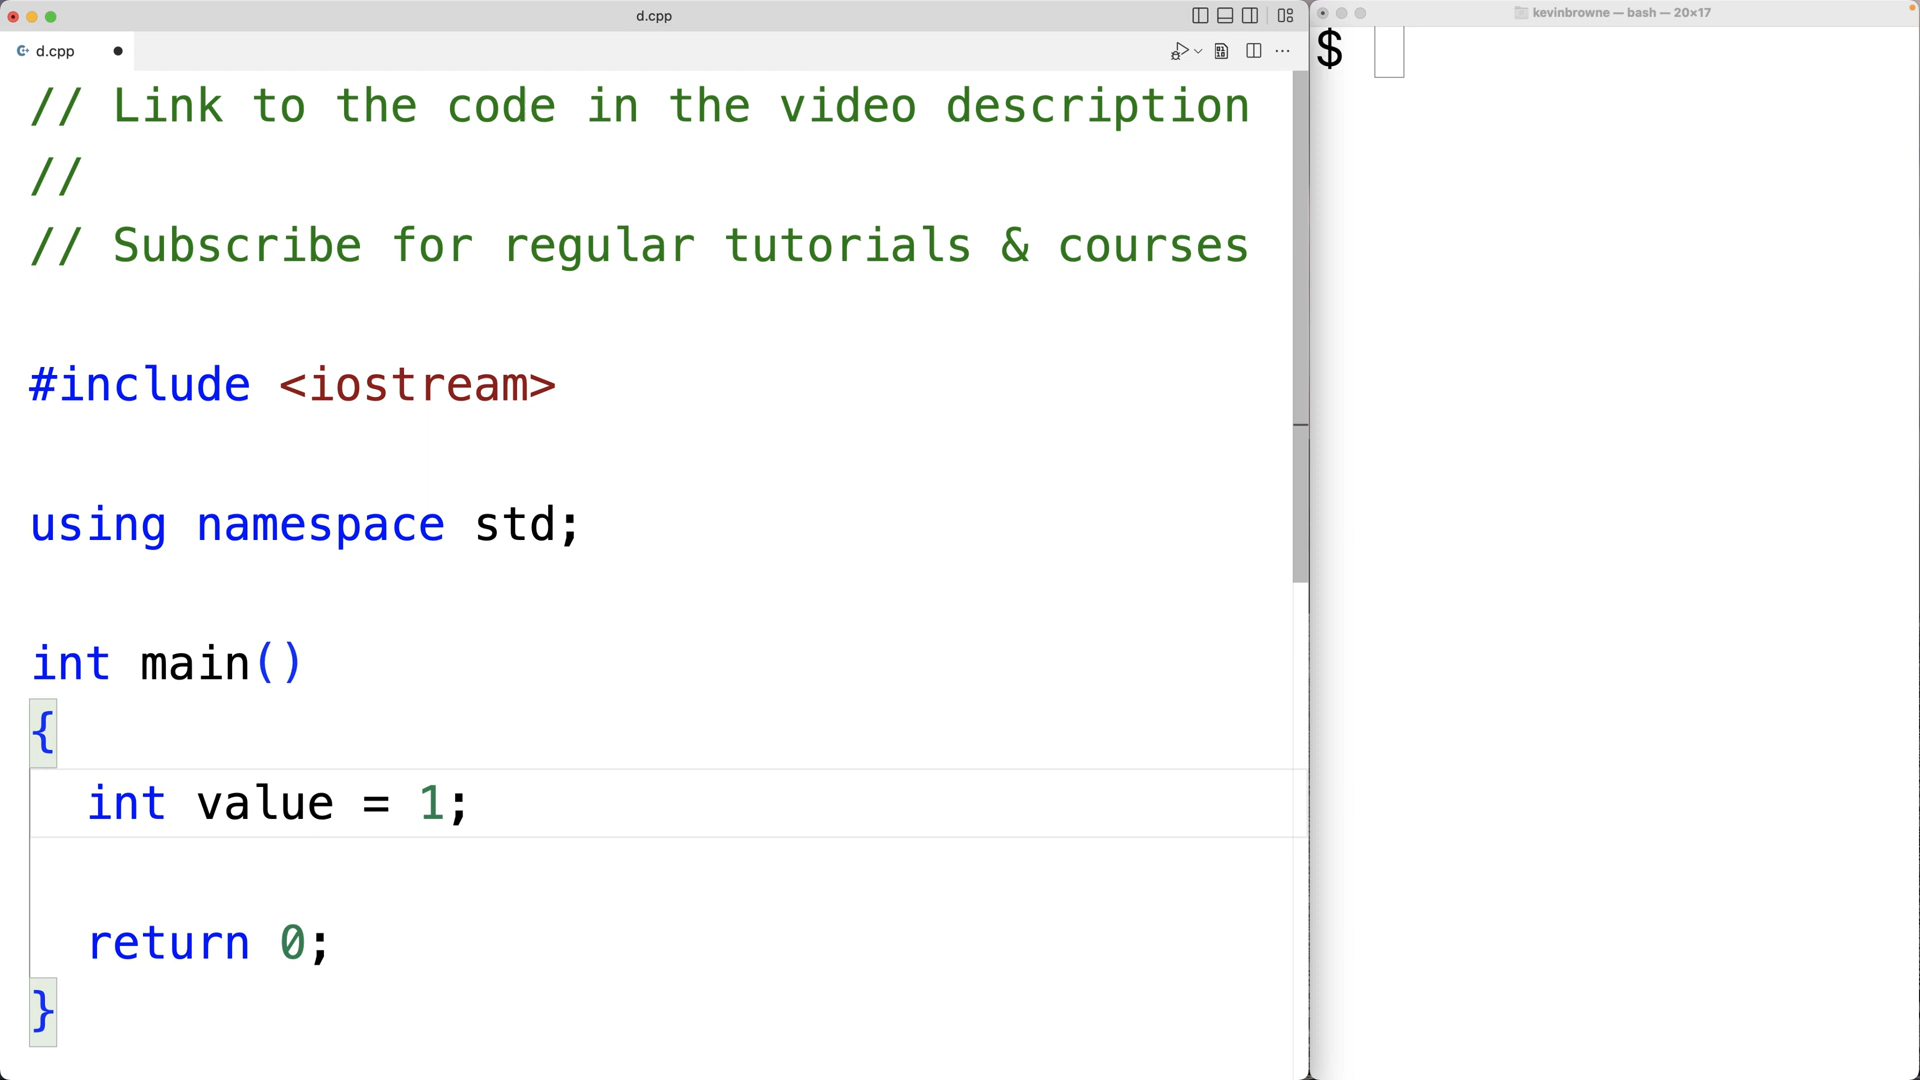 d.cpp
d.cpp
// Link to the code in the video description
//
// Subscribe for regular tutorials & courses
#include <iostream>
using namespace std;
int main()
{
int value = 1;
return 0;
}
kevinbrowne — bash — 20×17
$